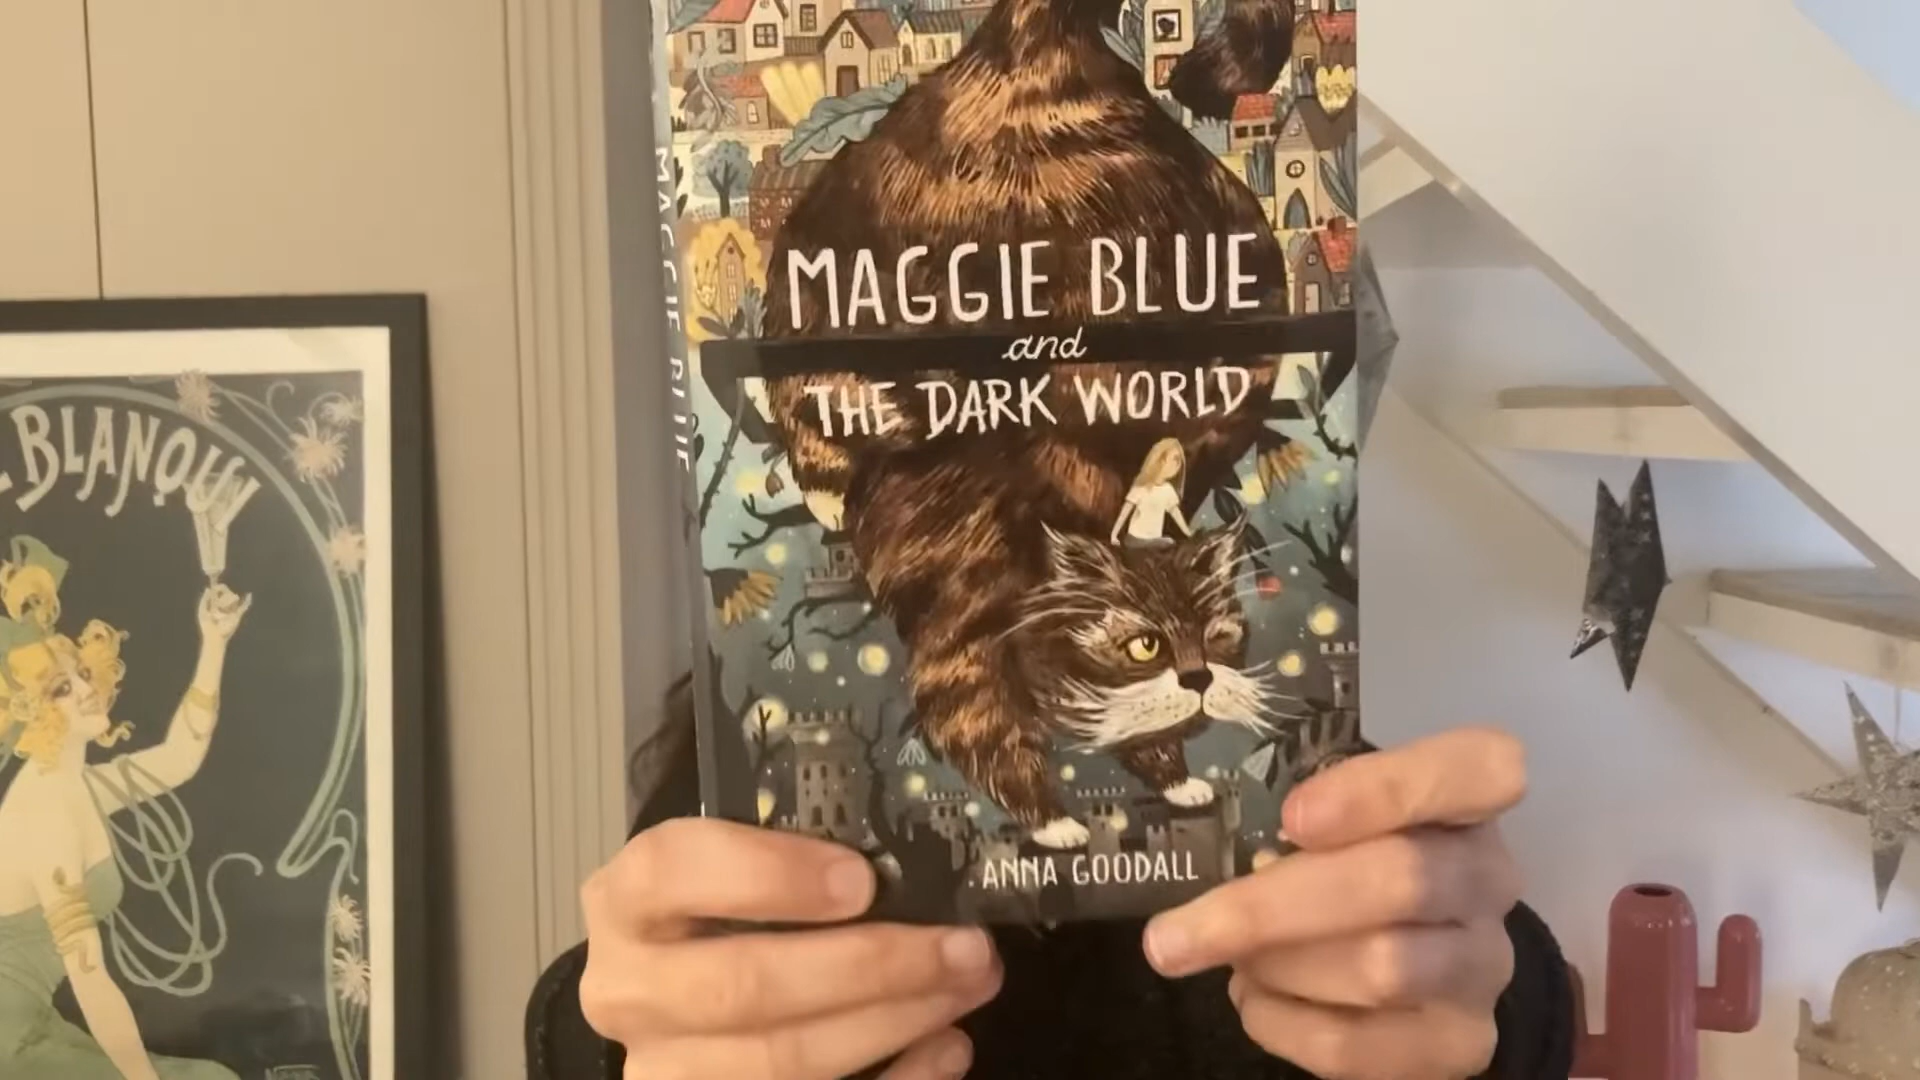 MAGGIE BLUE
and
THE DARK WORLD
ANNA GOODALL
MAGGIE BLUE
BLANQUI